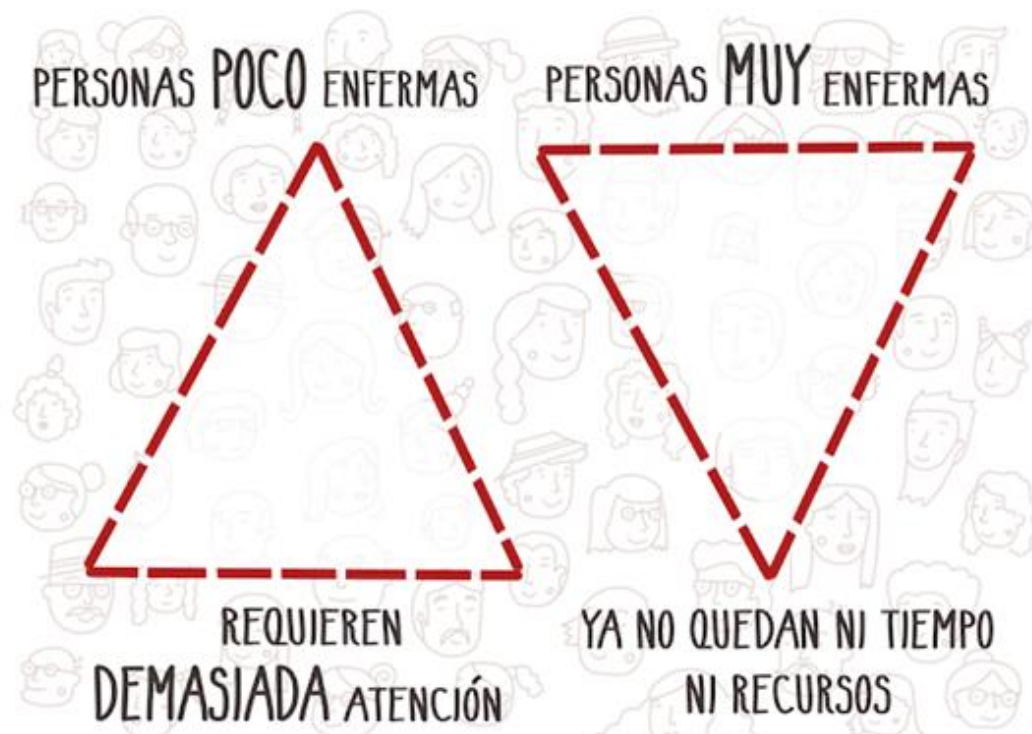 PERSONAS POCO ENFERMAS
PERSONAS MUY ENFERMAS
REQUIEREN
DEMASIADA ATENCIÓN
YA NO QUEDAN NI TIEMPO
NI RECURSOS